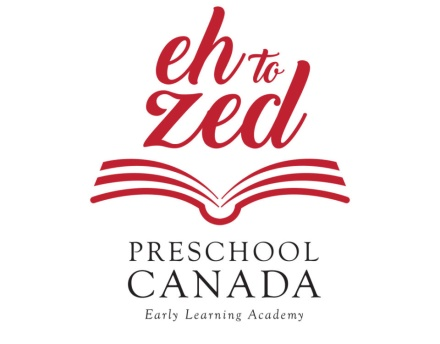 eh to
zed
PRESCHOOL
CANADA
Early Learning Academy